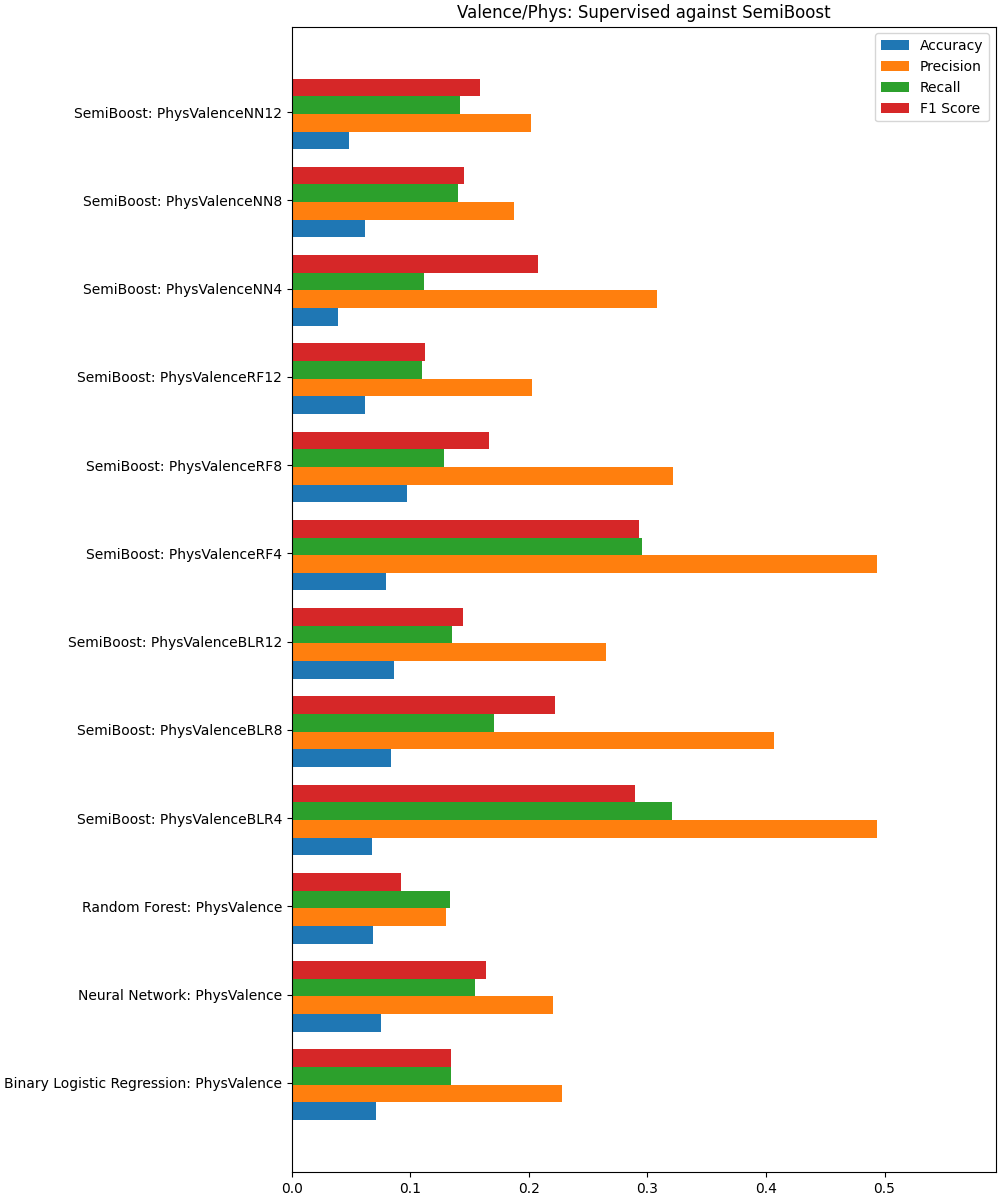 Valence/Phys: Supervised against SemiBoost
Accuracy
Precision
Recall
F1 Score
SemiBoost: PhysValenceNN12
SemiBoost: PhysValenceNN8
SemiBoost: PhysValenceNN4
SemiBoost: PhysValenceRF12
SemiBoost: PhysValenceRF8
SemiBoost: PhysValenceRF4
SemiBoost: PhysValenceBLR12
SemiBoost: PhysValenceBLR8
SemiBoost: PhysValenceBLR4
Random Forest: PhysValence
Neural Network: PhysValence
Binary Logistic Regression: PhysValence
0.0 0.1 0.2 0.3 0.4 0.5